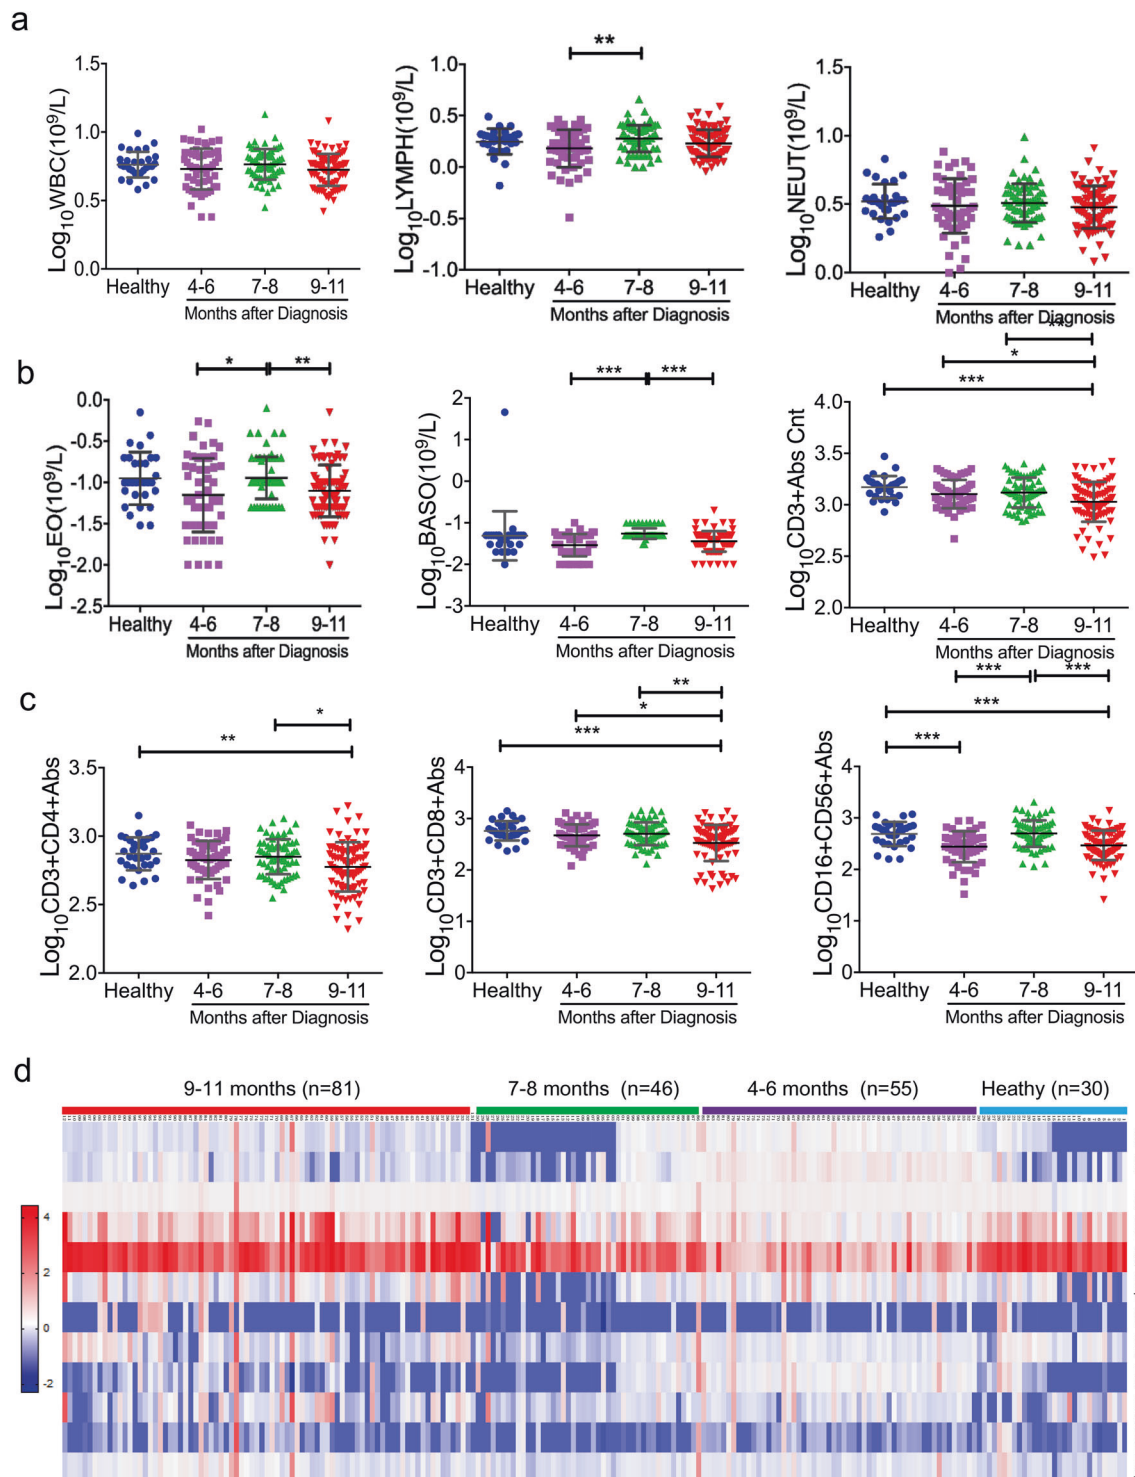 a
**
Log10WBC(10^9/L)
1.5
1.0
0.5
0.0
Healthy 4-6 7-8 9-11
Months after Diagnosis
Log10LYMPH(10^9/L)
1.0
0.5
0.0
-0.5
-1.0
Healthy 4-6 7-8 9-11
Months after Diagnosis
Log10NEUT(10^9/L)
1.5
1.0
0.5
0.0
Healthy 4-6 7-8 9-11
Months after Diagnosis
b
* **
Log10EO(10^9/L)
0.0
-0.5
-1.0
-1.5
-2.0
-2.5
Healthy 4-6 7-8 9-11
Months after Diagnosis
*** ***
Log10BASO(10^9/L)
2
1
0
-1
-2
-3
Healthy 4-6 7-8 9-11
Months after Diagnosis
**
*
***
Log10CD3+Abs Cnt
4.0
3.5
3.0
2.5
2.0
Healthy 4-6 7-8 9-11
Months after Diagnosis
c
*
**
Log10CD3+CD4+Abs
3.5
3.0
2.5
2.0
Healthy 4-6 7-8 9-11
Months after Diagnosis
**
*
***
Log10CD3+CD8+Abs
4
3
2
1
0
Healthy 4-6 7-8 9-11
Months after Diagnosis
*** ***
***
***
Log10CD16+CD56+Abs
4
3
2
1
0
Healthy 4-6 7-8 9-11
Months after Diagnosis
d
9-11 months (n=81) 7-8 months (n=46) 4-6 months (n=55) Heathy (n=30)
4
2
0
-2